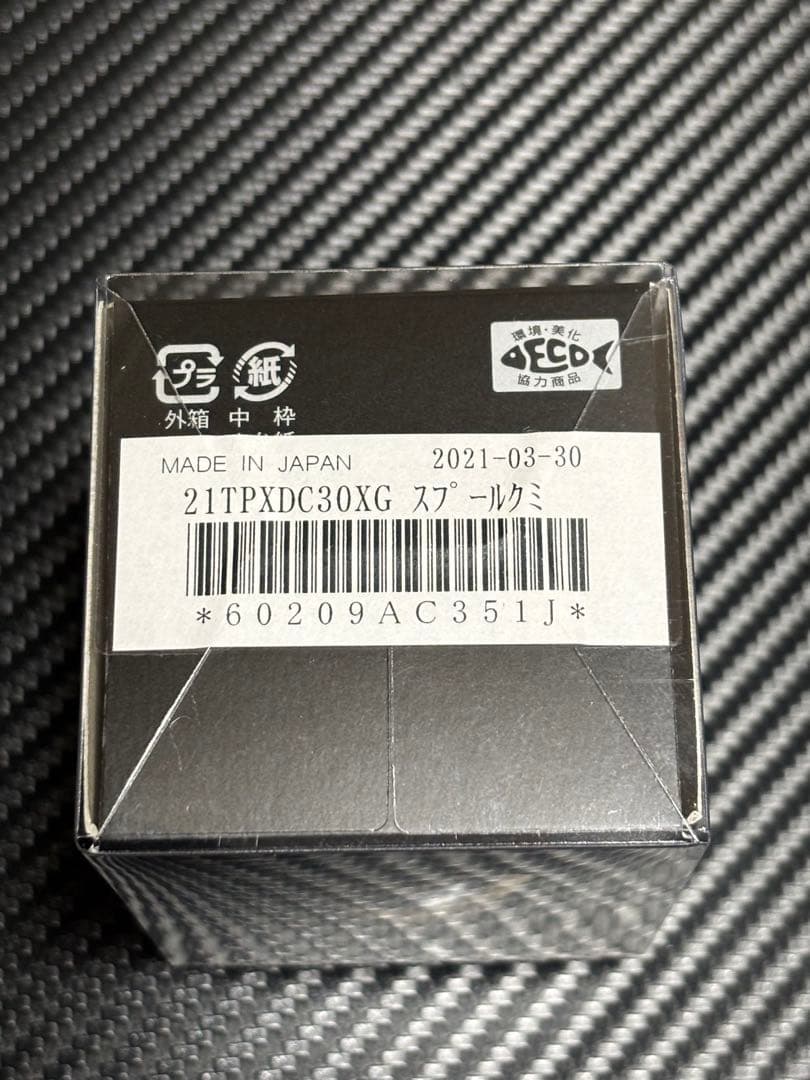 プラ
紙
外箱 中 枠
環境・美化
ECO
協力商品
MADE IN JAPAN 2021-03-30
21TPXDC30XG ｽﾌﾟｰﾙｸﾐ
*60209AC351J*